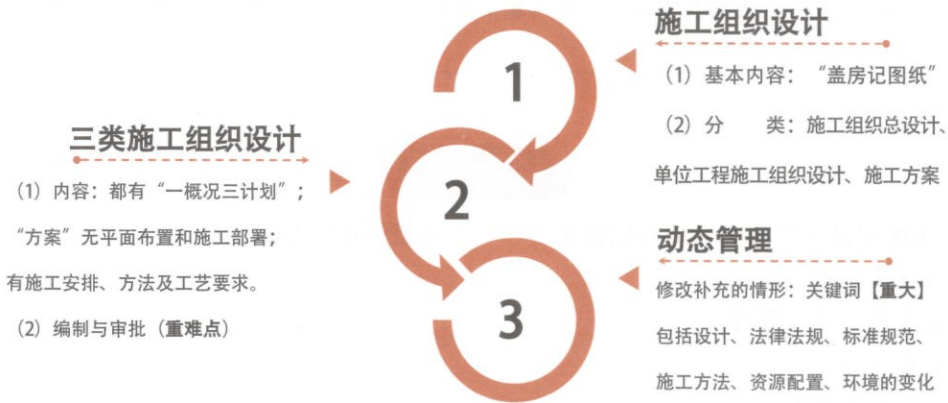 1
施工组织设计
（1）基本内容：“盖房记图纸”
（2）分 类：施工组织总设计、
单位工程施工组织设计、施工方案
2
三类施工组织设计
（1）内容：都有“一概况三计划”；
“方案”无平面布置和施工部署；
有施工安排、方法及工艺要求。
（2）编制与审批（重难点）
3
动态管理
修改补充的情形：关键词【重大】
包括设计、法律法规、标准规范、
施工方法、资源配置、环境的变化